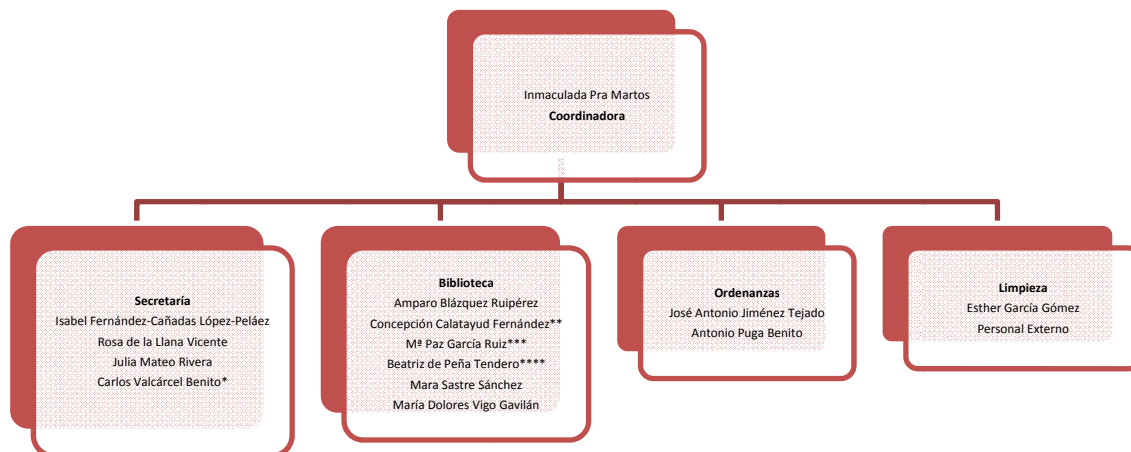 Inmaculada Pra Martos
Coordinadora
Secretaría
Isabel Fernández-Cañadas López-Peláez
Rosa de la Llana Vicente
Julia Mateo Rivera
Carlos Valcárcel Benito*
Biblioteca
Amparo Blázquez Ruipérez
Concepción Calatayud Fernández**
Mª Paz García Ruiz***
Beatriz de Peña Tendero****
Mara Sastre Sánchez
María Dolores Vigo Gavilán
Ordenanzas
José Antonio Jiménez Tejado
Antonio Puga Benito
Limpieza
Esther García Gómez
Personal Externo